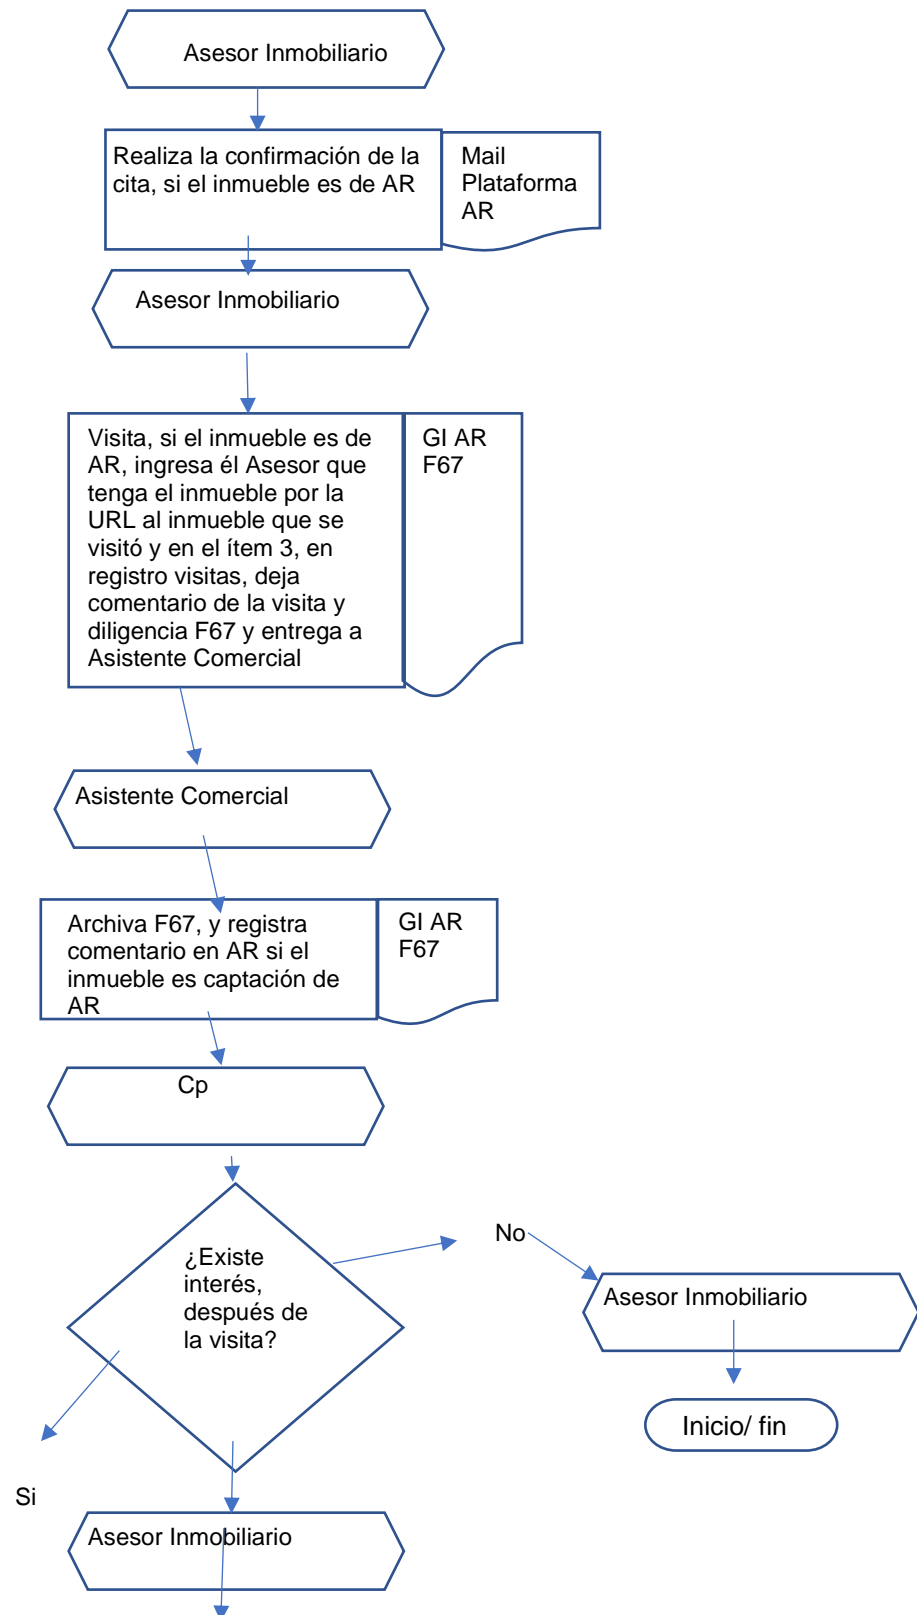 Asesor Inmobiliario
Realiza la confirmación de la
cita, si el inmueble es de AR
Mail
Plataforma
AR
Asesor Inmobiliario
Visita, si el inmueble es de
AR, ingresa él Asesor que
tenga el inmueble por la
URL al inmueble que se
visitó y en el ítem 3, en
registro visitas, deja
comentario de la visita y
diligencia F67 y entrega a
Asistente Comercial
GI AR
F67
Asistente Comercial
Archiva F67, y registra
comentario en AR si el
inmueble es captación de
AR
GI AR
F67
Cp
¿Existe
interés,
después de
la visita?
No
Asesor Inmobiliario
Inicio/ fin
Si
Asesor Inmobiliario